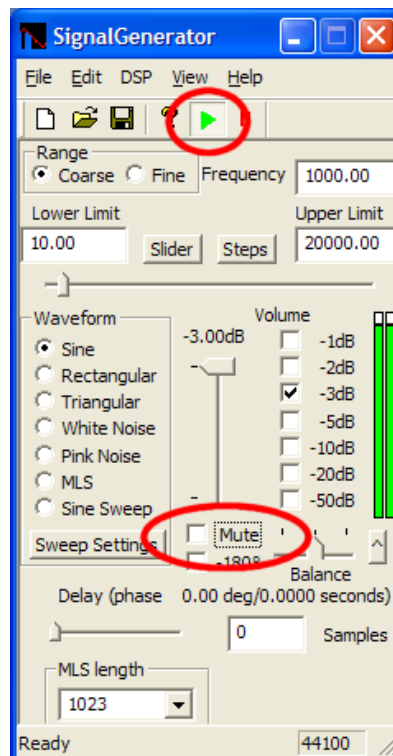 SignalGenerator
File Edit DSP View Help
?
Range
Coarse Fine Frequency 1000.00
Lower Limit Upper Limit
10.00 Slider Steps 20000.00
Waveform Volume
-3.00dB
Sine -1dB
Rectangular -2dB
Triangular -3dB
White Noise -5dB
Pink Noise -10dB
MLS -20dB
Sine Sweep -50dB
Sweep Settings Mute ^
-180°
Balance
Delay (phase 0.00 deg/0.0000 seconds)
0 Samples
MLS length
1023
Ready 44100